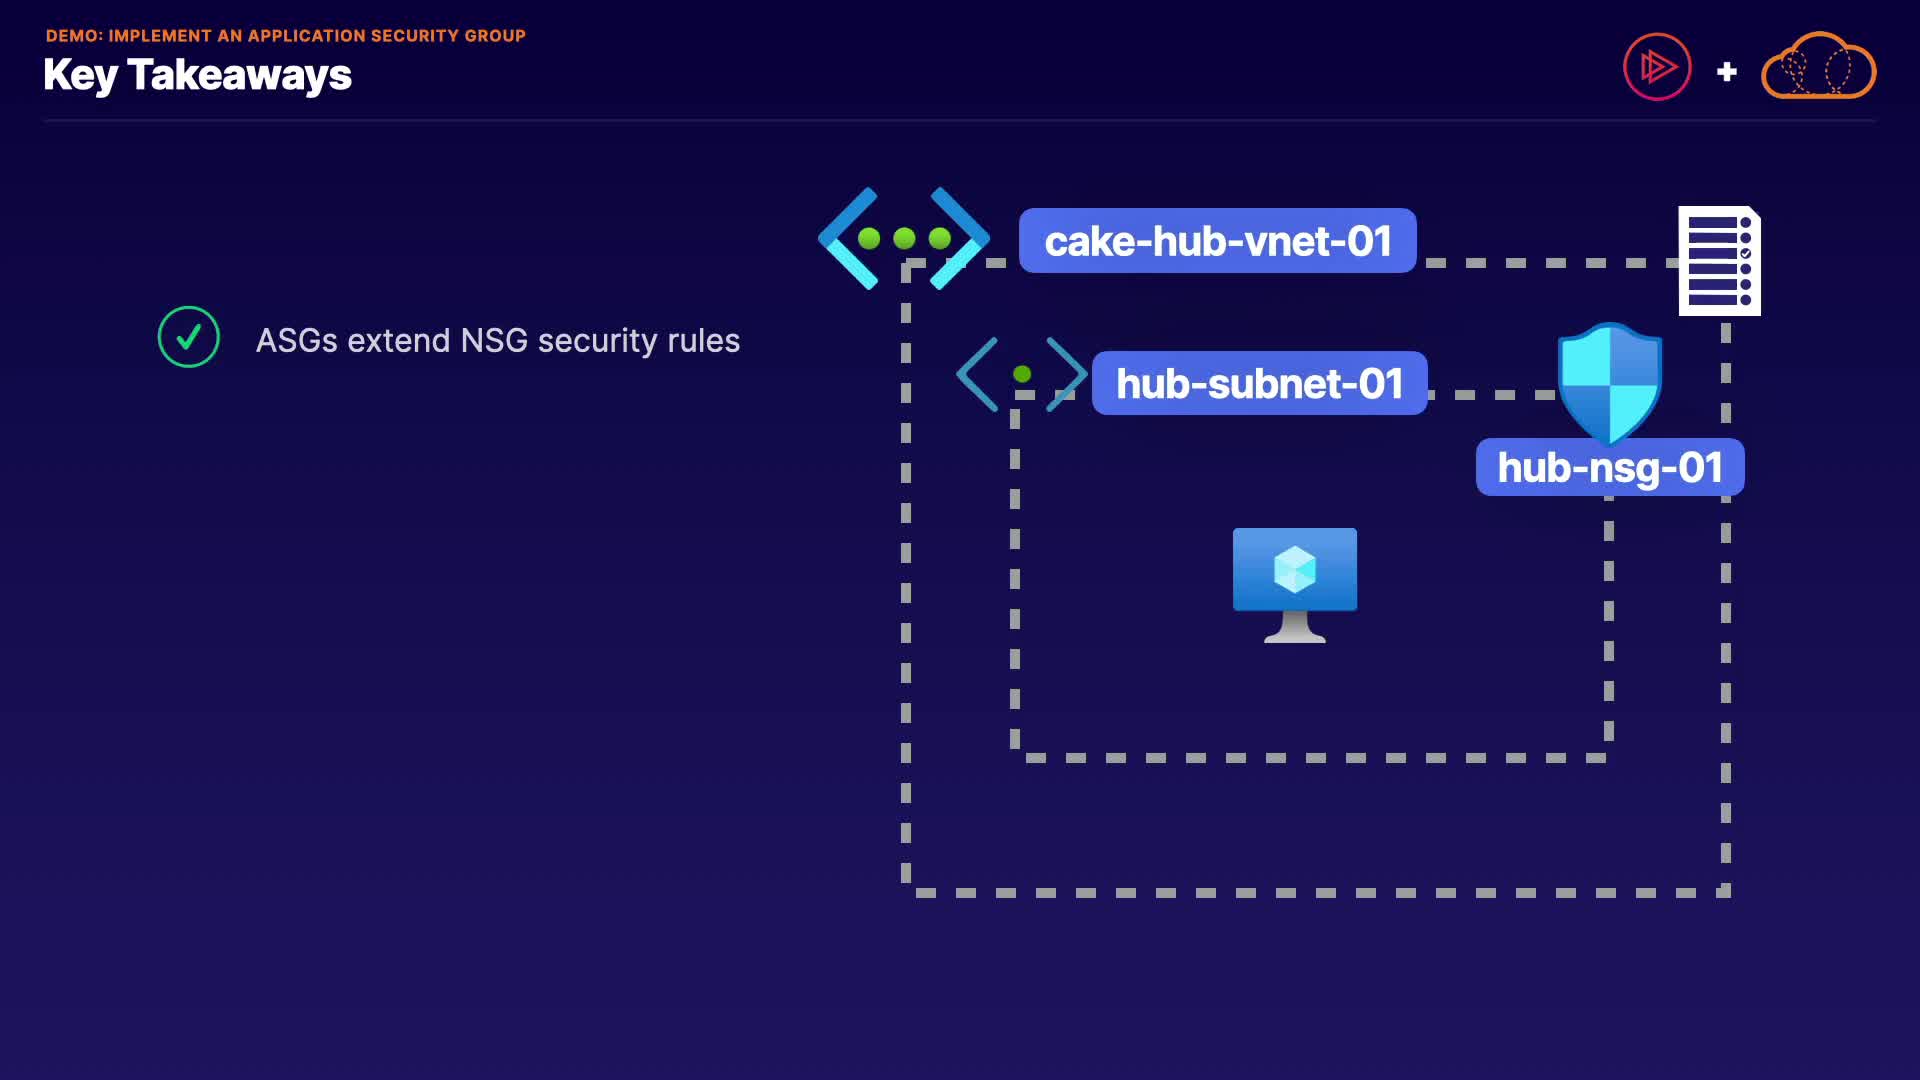 DEMO: IMPLEMENT AN APPLICATION SECURITY GROUP
Key Takeaways
cake-hub-vnet-01
ASGs extend NSG security rules
hub-subnet-01
hub-nsg-01